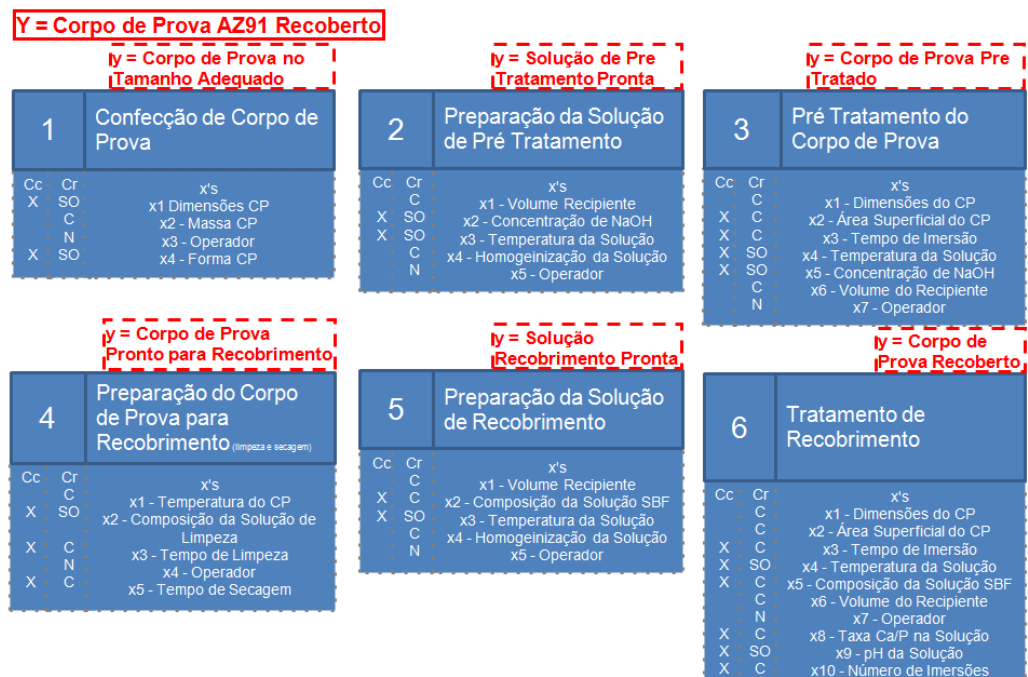 Y = Corpo de Prova AZ91 Recoberto
y = Corpo de Prova no
Tamanho Adequado
1
Confecção de Corpo de
Prova
Cc Cr x's
X SO x1 Dimensões CP
C x2 - Massa CP
N x3 - Operador
X SO x4 - Forma CP
y = Solução de Pre
Tratamento Pronta
2
Preparação da Solução
de Pré Tratamento
Cc Cr x's
C x1 - Volume Recipiente
X SO x2 - Concentração de NaOH
X SO x3 - Temperatura da Solução
C x4 - Homogeinização da Solução
N x5 - Operador
y = Corpo de Prova Pre
Tratado
3
Pré Tratamento do
Corpo de Prova
Cc Cr x's
C x1 - Dimensões do CP
X C x2 - Área Superficial do CP
X C x3 - Tempo de Imersão
X SO x4 - Temperatura da Solução
X SO x5 - Concentração de NaOH
C x6 - Volume do Recipiente
N x7 - Operador
y = Corpo de Prova
Pronto para Recobrimento
4
Preparação do Corpo
de Prova para
Recobrimento (limpeza e secagem)
Cc Cr x's
C x1 - Temperatura do CP
X SO x2 - Composição da Solução de
Limpeza
X C x3 - Tempo de Limpeza
N x4 - Operador
X C x5 - Tempo de Secagem
y = Solução
Recobrimento Pronta
5
Preparação da Solução
de Recobrimento
Cc Cr x's
C x1 - Volume Recipiente
X C x2 - Composição da Solução SBF
X SO x3 - Temperatura da Solução
C x4 - Homogeinização da Solução
N x5 - Operador
y = Corpo de
Prova Recoberto
6
Tratamento de
Recobrimento
Cc Cr x's
C x1 - Dimensões do CP
C x2 - Área Superficial do CP
X C x3 - Tempo de Imersão
X SO x4 - Temperatura da Solução
X C x5 - Composição da Solução SBF
C x6 - Volume do Recipiente
N x7 - Operador
X C x8 - Taxa Ca/P na Solução
X SO x9 - pH da Solução
X C x10 - Número de Imersões